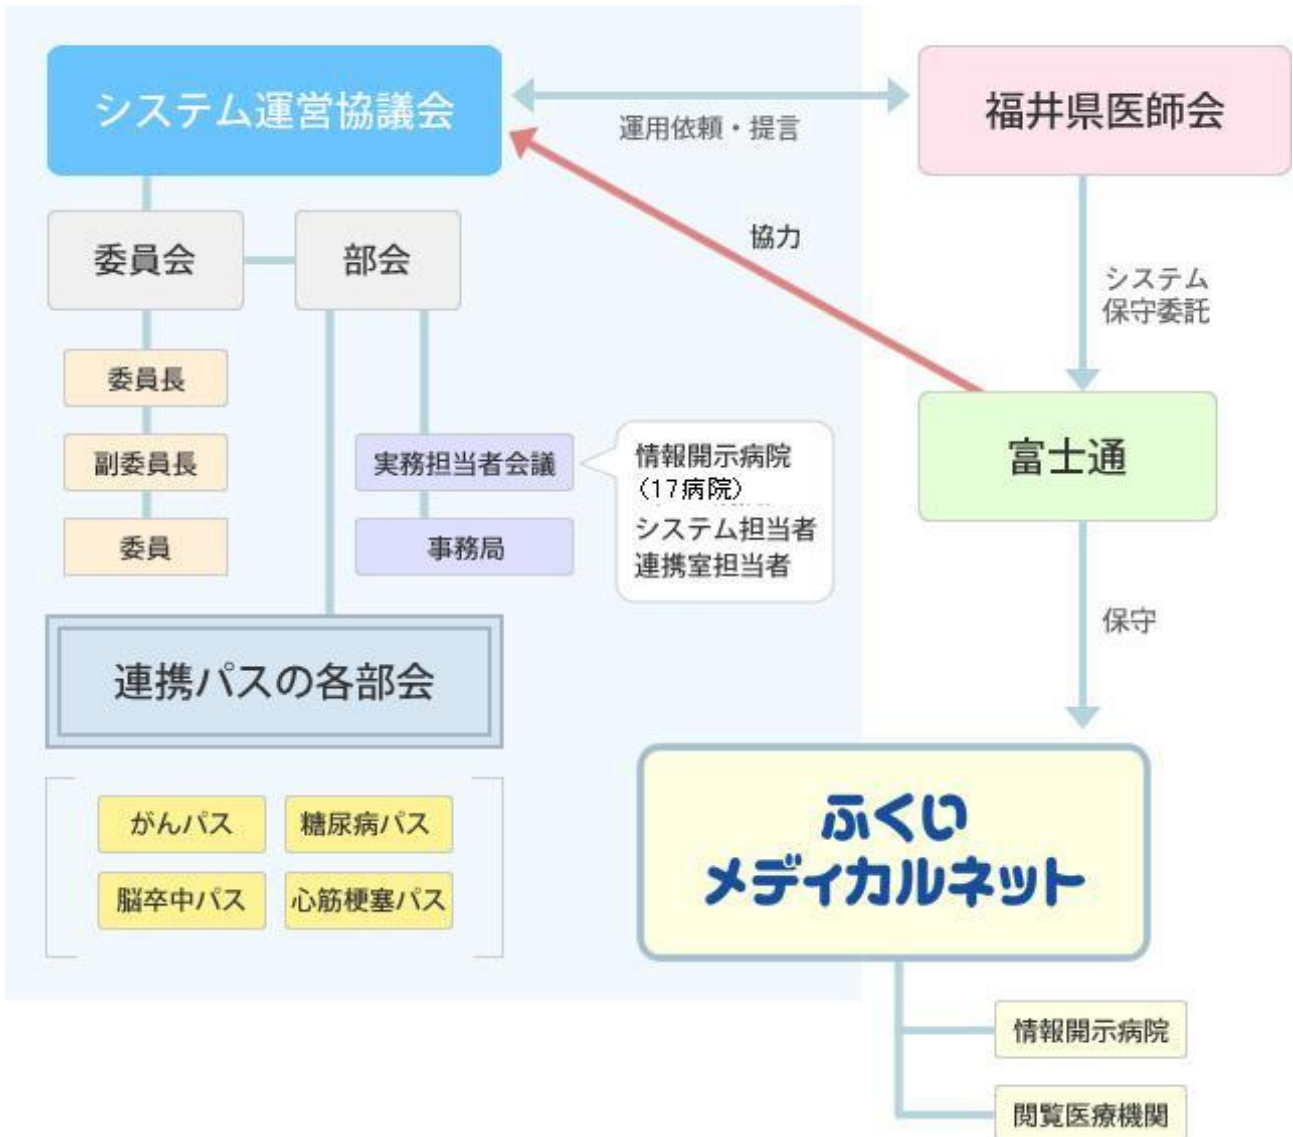 システム運営協議会
運用依頼・提言
福井県医師会
協力
委員会
部会
システム
保守委託
委員長
副委員長
委員
実務担当者会議
事務局
情報開示病院
（17病院）
システム担当者
連携室担当者
富士通
保守
連携パスの各部会
がんパス
糖尿病パス
脳卒中パス
心筋梗塞パス
ふくい
メディカルネット
情報開示病院
閲覧医療機関